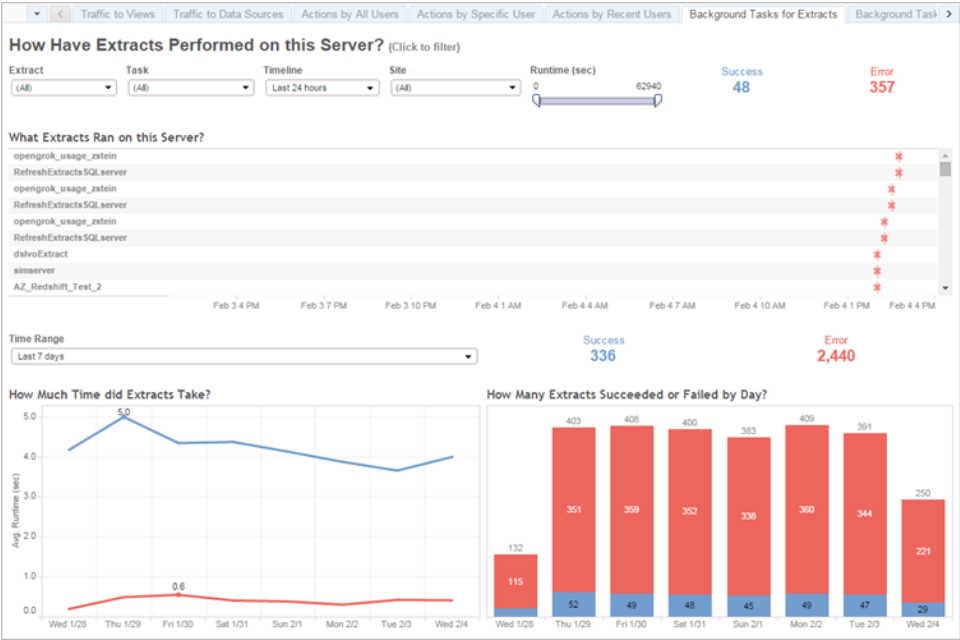 Traffic to Views Traffic to Data Sources Actions by All Users Actions by Specific User Actions by Recent Users Background Tasks for Extracts Background Task
How Have Extracts Performed on this Server? (Click to filter)
Extract Task Timeline Site Runtime (sec) Success Error
(All) (All) Last 24 hours (All) 0 62940 48 357
What Extracts Ran on this Server?
opengrok_usage_zstein
RefreshExtractsSQLserver
opengrok_usage_zstein
RefreshExtractsSQLserver
opengrok_usage_zstein
RefreshExtractsSQLserver
dslvoExtract
simserver
AZ_Redshift_Test_2
Feb 3 4 PM Feb 3 7 PM Feb 3 10 PM Feb 4 1 AM Feb 4 4 AM Feb 4 7 AM Feb 4 10 AM Feb 4 1 PM Feb 4 4 PM
Time Range Success Error
Last 7 days 336 2,440
How Much Time did Extracts Take?
5.0
5.0
4.0
3.0
2.0
1.0
0.6
0.0
Avg. Runtime (sec)
Wed 1/28 Thu 1/29 Fri 1/30 Sat 1/31 Sun 2/1 Mon 2/2 Tue 2/3 Wed 2/4
How Many Extracts Succeeded or Failed by Day?
132 403 408 400 383 409 391 250
115 351 359 352 338 360 344 221
52 49 48 45 49 47 29
Wed 1/28 Thu 1/29 Fri 1/30 Sat 1/31 Sun 2/1 Mon 2/2 Tue 2/3 Wed 2/4